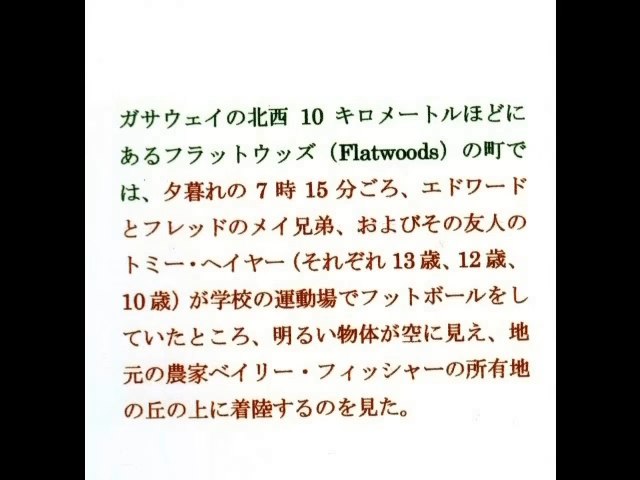 ガサウェイの北西 10 キロメートルほどに
あるフラットウッズ（Flatwoods）の町で
は、夕暮れの 7 時 15 分ごろ、エドワード
とフレッドのメイ兄弟、およびその友人の
トミー・ヘイヤー（それぞれ 13 歳、12 歳、
10 歳）が学校の運動場でフットボールをし
ていたところ、明るい物体が空に見え、地
元の農家ベイリー・フィッシャーの所有地
の丘の上に着陸するのを見た。